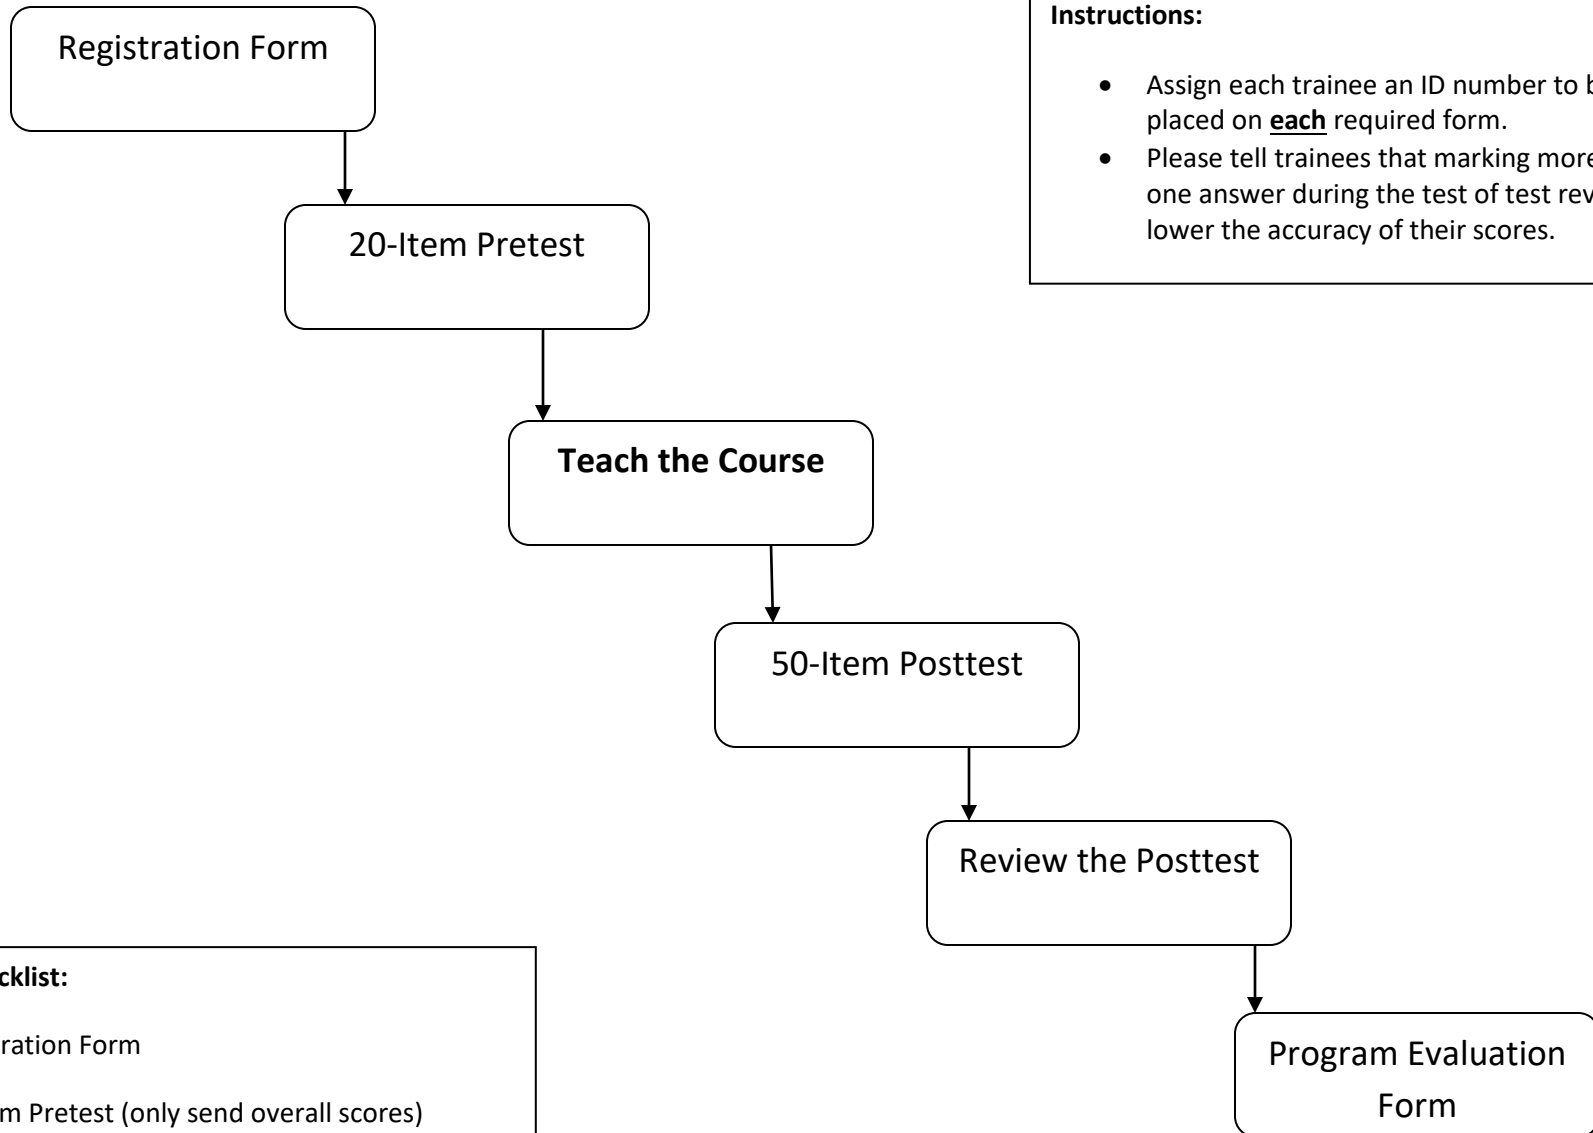 Registration Form
Instructions:
• Assign each trainee an ID number to
placed on each required form.
• Please tell trainees that marking more
one answer during the test of test
lower the accuracy of their scores.
20-Item Pretest
Teach the Course
50-Item Posttest
Review the Posttest
Program Evaluation
Form
cklist:
ration Form
m Pretest (only send overall scores)